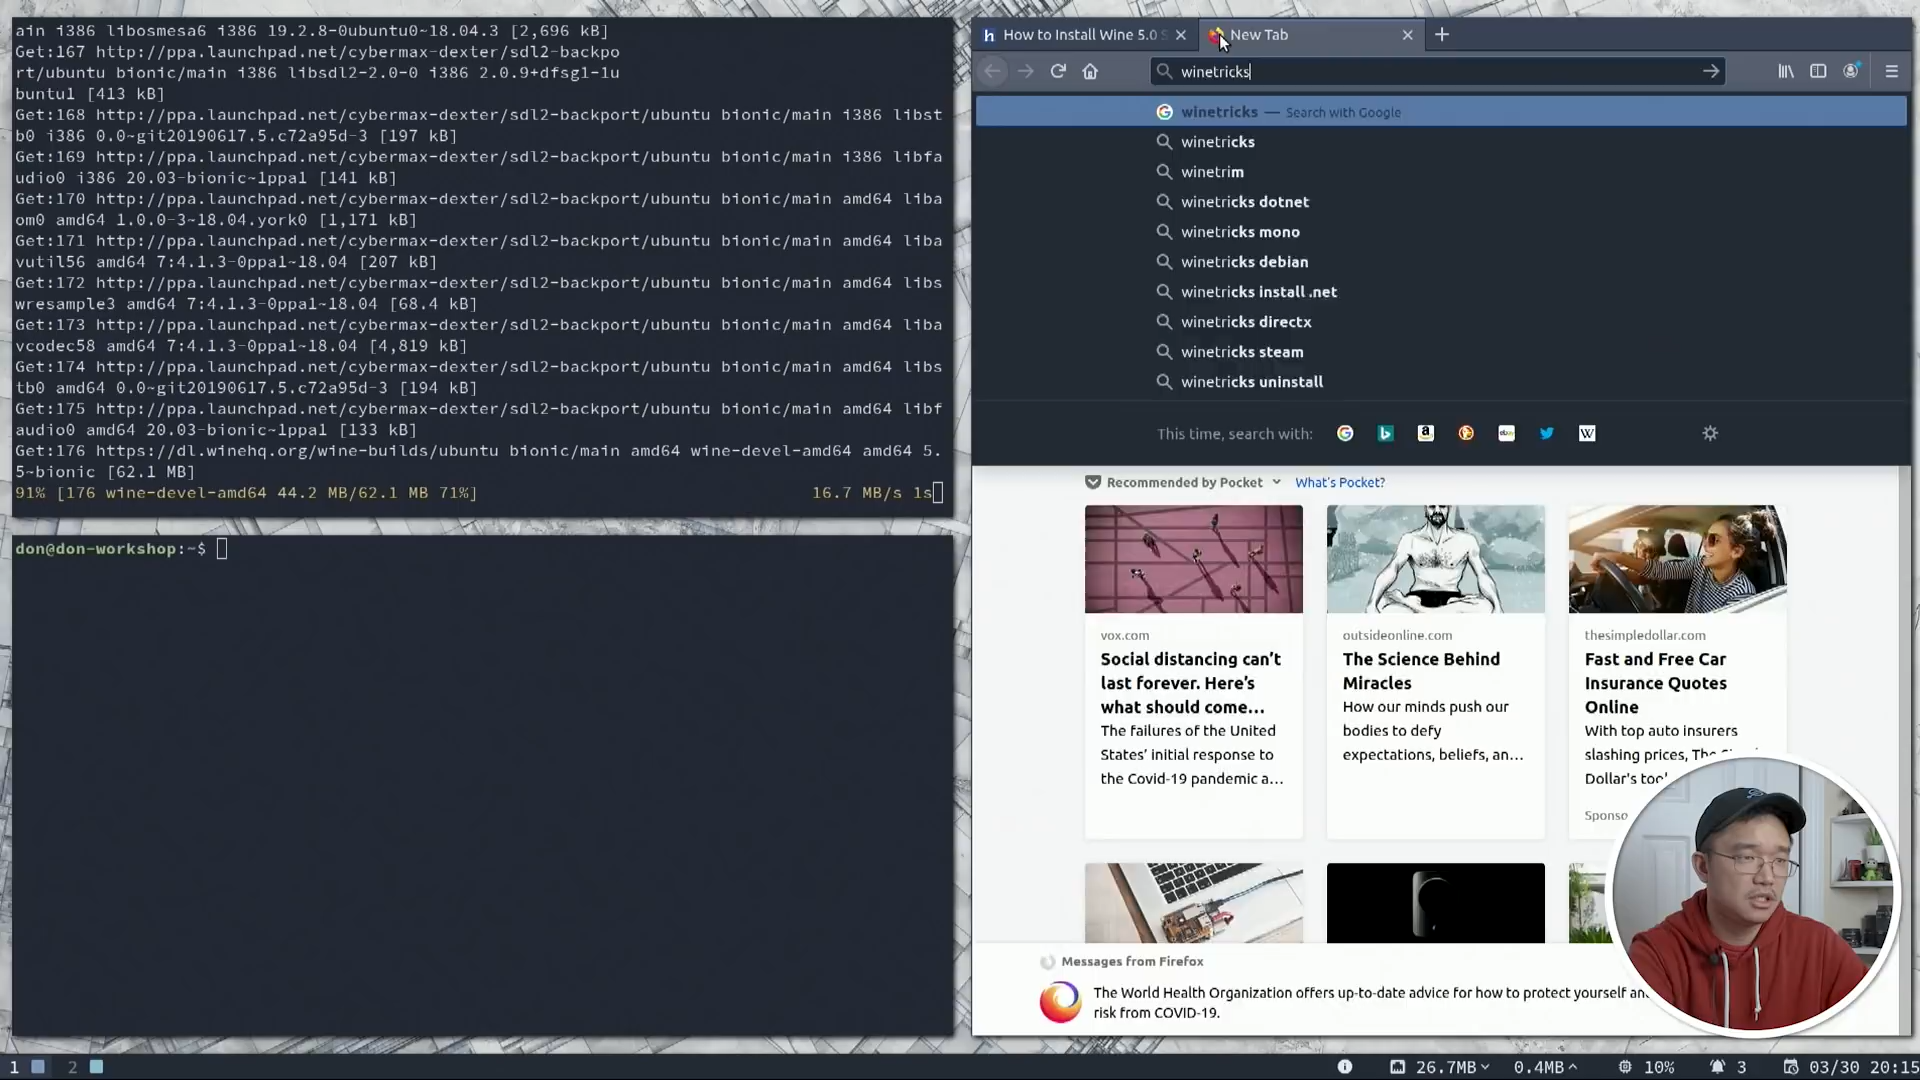 ain i386 libosmesa6 i386 19.2.8-0ubuntu0~18.04.3 [2,696 kB]
Get:167 http://ppa.launchpad.net/cybermax-dexter/sdl2-backpo
rt/ubuntu bionic/main i386 libsdl2-2.0-0 i386 2.0.9+dfsg1-1u
buntu1 [413 kB]
Get:168 http://ppa.launchpad.net/cybermax-dexter/sdl2-backport/ubuntu bionic/main i386 libst
b0 i386 0.0~git20190617.5.c72a95d-3 [197 kB]
Get:169 http://ppa.launchpad.net/cybermax-dexter/sdl2-backport/ubuntu bionic/main i386 libfa
udio0 i386 20.03-bionic~1ppa1 [141 kB]
Get:170 http://ppa.launchpad.net/cybermax-dexter/sdl2-backport/ubuntu bionic/main amd64 liba
om0 amd64 1.0.0-3~18.04.york0 [1,171 kB]
Get:171 http://ppa.launchpad.net/cybermax-dexter/sdl2-backport/ubuntu bionic/main amd64 liba
vutil56 amd64 7:4.1.3-0ppa1~18.04 [207 kB]
Get:172 http://ppa.launchpad.net/cybermax-dexter/sdl2-backport/ubuntu bionic/main amd64 libs
wresample3 amd64 7:4.1.3-0ppa1~18.04 [68.4 kB]
Get:173 http://ppa.launchpad.net/cybermax-dexter/sdl2-backport/ubuntu bionic/main amd64 liba
vcodec58 amd64 7:4.1.3-0ppa1~18.04 [4,819 kB]
Get:174 http://ppa.launchpad.net/cybermax-dexter/sdl2-backport/ubuntu bionic/main amd64 libs
tb0 amd64 0.0~git20190617.5.c72a95d-3 [194 kB]
Get:175 http://ppa.launchpad.net/cybermax-dexter/sdl2-backport/ubuntu bionic/main amd64 libf
audio0 amd64 20.03-bionic~1ppa1 [133 kB]
Get:176 https://dl.winehq.org/wine-builds/ubuntu bionic/main amd64 wine-devel-amd64 amd64 5.
5~bionic [62.1 MB]
91% [176 wine-devel-amd64 44.2 MB/62.1 MB 71%] 16.7 MB/s 1s
don@don-workshop:~$
How to Install Wine 5.0 S
New Tab
winetricks
winetricks — Search with Google
winetricks
winetrim
winetricks dotnet
winetricks mono
winetricks debian
winetricks install .net
winetricks directx
winetricks steam
winetricks uninstall
This time, search with:
Recommended by Pocket What's Pocket?
vox.com
Social distancing can't
last forever. Here's
what should come…
The failures of the United
States' initial response to
the Covid-19 pandemic a…
outsideonline.com
The Science Behind
Miracles
How our minds push our
bodies to defy
expectations, beliefs, an…
thesimpledollar.com
Fast and Free Car
Insurance Quotes
Online
With top auto insurers
slashing prices, The
Dollar's
Messages from Firefox
The World Health Organization offers up-to-date advice for how to protect yourself
risk from COVID-19.
1 2
26.7MB 0.4MB 10% 3 03/30 20:15